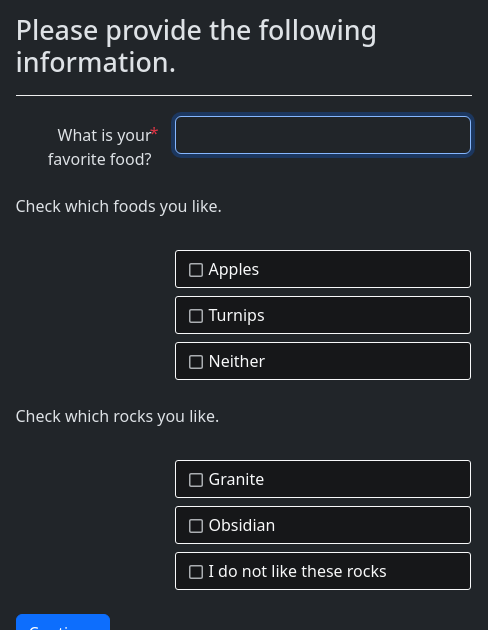 Please provide the following
information.
What is your*
favorite food?
Check which foods you like.
Apples
Turnips
Neither
Check which rocks you like.
Granite
Obsidian
I do not like these rocks